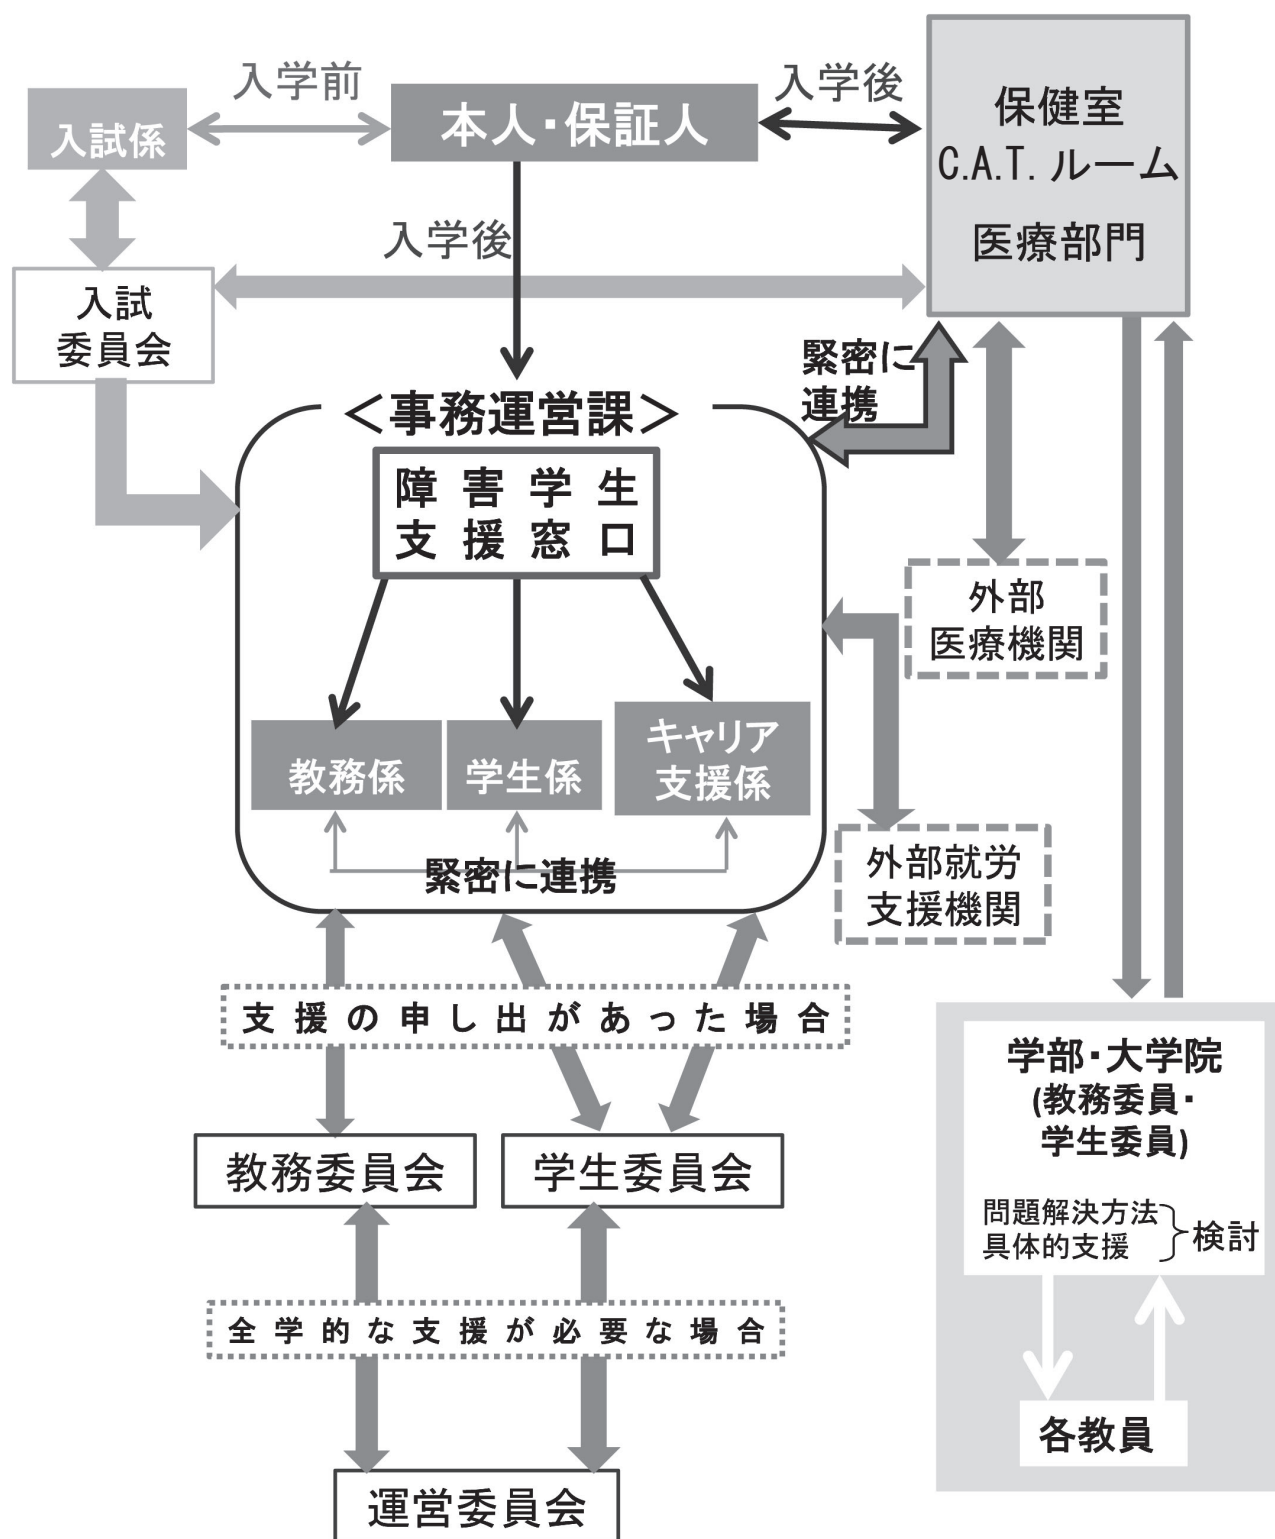 入学前
入学後
入試係
本人・保証人
保健室
C.A.T. ルーム
医療部門
入学後
入試
委員会
緊密に
連携
＜事務運営課＞
障害学生
支援窓口
外部
医療機関
教務係
学生係
キャリア
支援係
緊密に連携
外部就労
支援機関
支援の申し出があった場合
学部・大学院
(教務委員・
学生委員)
教務委員会
学生委員会
問題解決方法
具体的支援
検討
全学的な支援が必要な場合
各教員
運営委員会